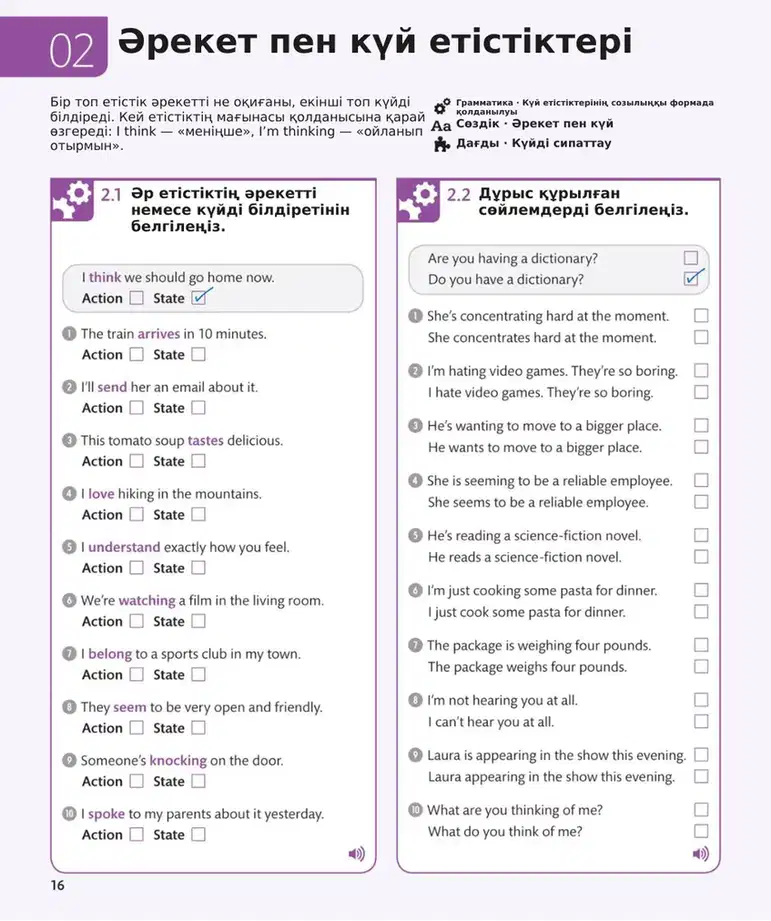 02
Әрекет пен күй етістіктері
Бір топ етістік әрекетті не оқиғаны, екінші топ күйді
білдіреді. Кей етістіктің мағынасы қолданысына қарай
өзгереді: I think — «меніңше», I’m thinking — «ойланып
отырмын».
Грамматика · Күй етістіктерінің созылыңқы формада
қолданылуы
Aa Сөздік · Әрекет пен күй
Дағды · Күйді сипаттау
2.1 Әр етістіктің әрекетті
немесе күйді білдіретінін
белгілеңіз.
I think we should go home now.
Action State
1 The train arrives in 10 minutes.
Action State
2 I’ll send her an email about it.
Action State
3 This tomato soup tastes delicious.
Action State
4 I love hiking in the mountains.
Action State
5 I understand exactly how you feel.
Action State
6 We’re watching a film in the living room.
Action State
7 I belong to a sports club in my town.
Action State
8 They seem to be very open and friendly.
Action State
9 Someone’s knocking on the door.
Action State
10 I spoke to my parents about it yesterday.
Action State
2.2 Дұрыс құрылған
сөйлемдерді белгілеңіз.
Are you having a dictionary?
Do you have a dictionary?
1 She’s concentrating hard at the moment.
She concentrates hard at the moment.
2 I’m hating video games. They’re so boring.
I hate video games. They’re so boring.
3 He’s wanting to move to a bigger place.
He wants to move to a bigger place.
4 She is seeming to be a reliable employee.
She seems to be a reliable employee.
5 He’s reading a science-fiction novel.
He reads a science-fiction novel.
6 I’m just cooking some pasta for dinner.
I just cook some pasta for dinner.
7 The package is weighing four pounds.
The package weighs four pounds.
8 I’m not hearing you at all.
I can’t hear you at all.
9 Laura is appearing in the show this evening.
Laura appearing in the show this evening.
10 What are you thinking of me?
What do you think of me?
16